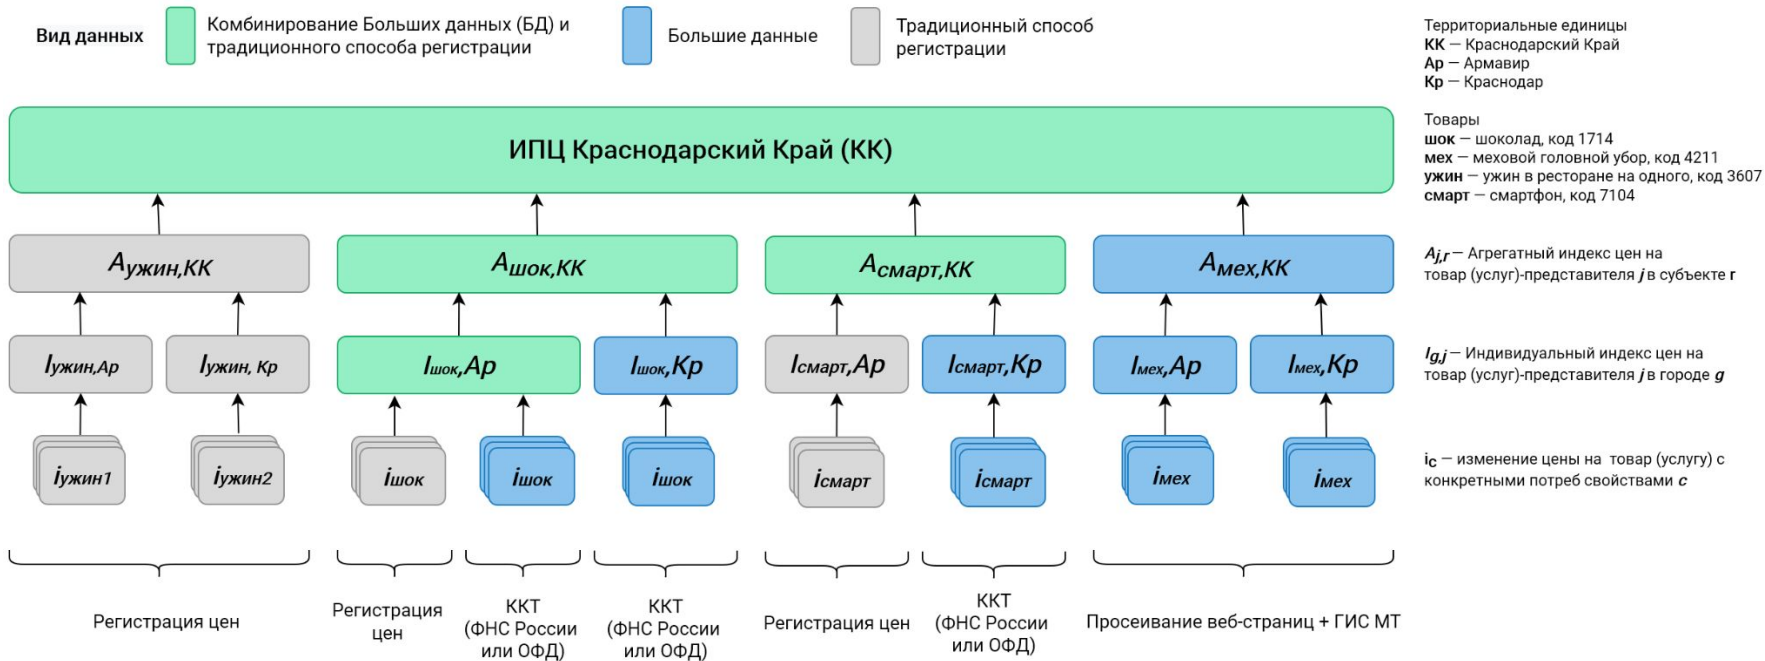 Вид данных
Комбинирование Больших данных (БД) и
традиционного способа регистрации
Большие данные
Традиционный способ
регистрации
Территориальные единицы
КК — Краснодарский Край
Ар — Армавир
Кр — Краснодар
ИПЦ Краснодарский Край (КК)
Товары
шок — шоколад, код 1714
мех — меховой головной убор, код 4211
ужин — ужин в ресторане на одного, код 3607
смарт — смартфон, код 7104
Aужин,КК
Aшок,КК
Aсмарт,КК
Aмех,КК
Aj,r — Агрегатный индекс цен на
товар (услуг)-представителя j в субъекте r
Iужин,Ар
Iужин, Кр
Iшок,Ар
Iшок,Кр
Iсмарт,Ар
Iсмарт,Кр
Iмех,Ар
Iмех,Кр
Ig,j — Индивидуальный индекс цен на
товар (услуг)-представителя j в городе g
iужин1
iужин2
iшок
iшок
iшок
iсмарт
iсмарт
iмех
iмех
ic — изменение цены на товар (услугу) с
конкретными потреб свойствами c
Регистрация цен
Регистрация
цен
ККТ
(ФНС России
или ОФД)
ККТ
(ФНС России
или ОФД)
Регистрация цен
ККТ
(ФНС России
или ОФД)
Просеивание веб-страниц + ГИС МТ